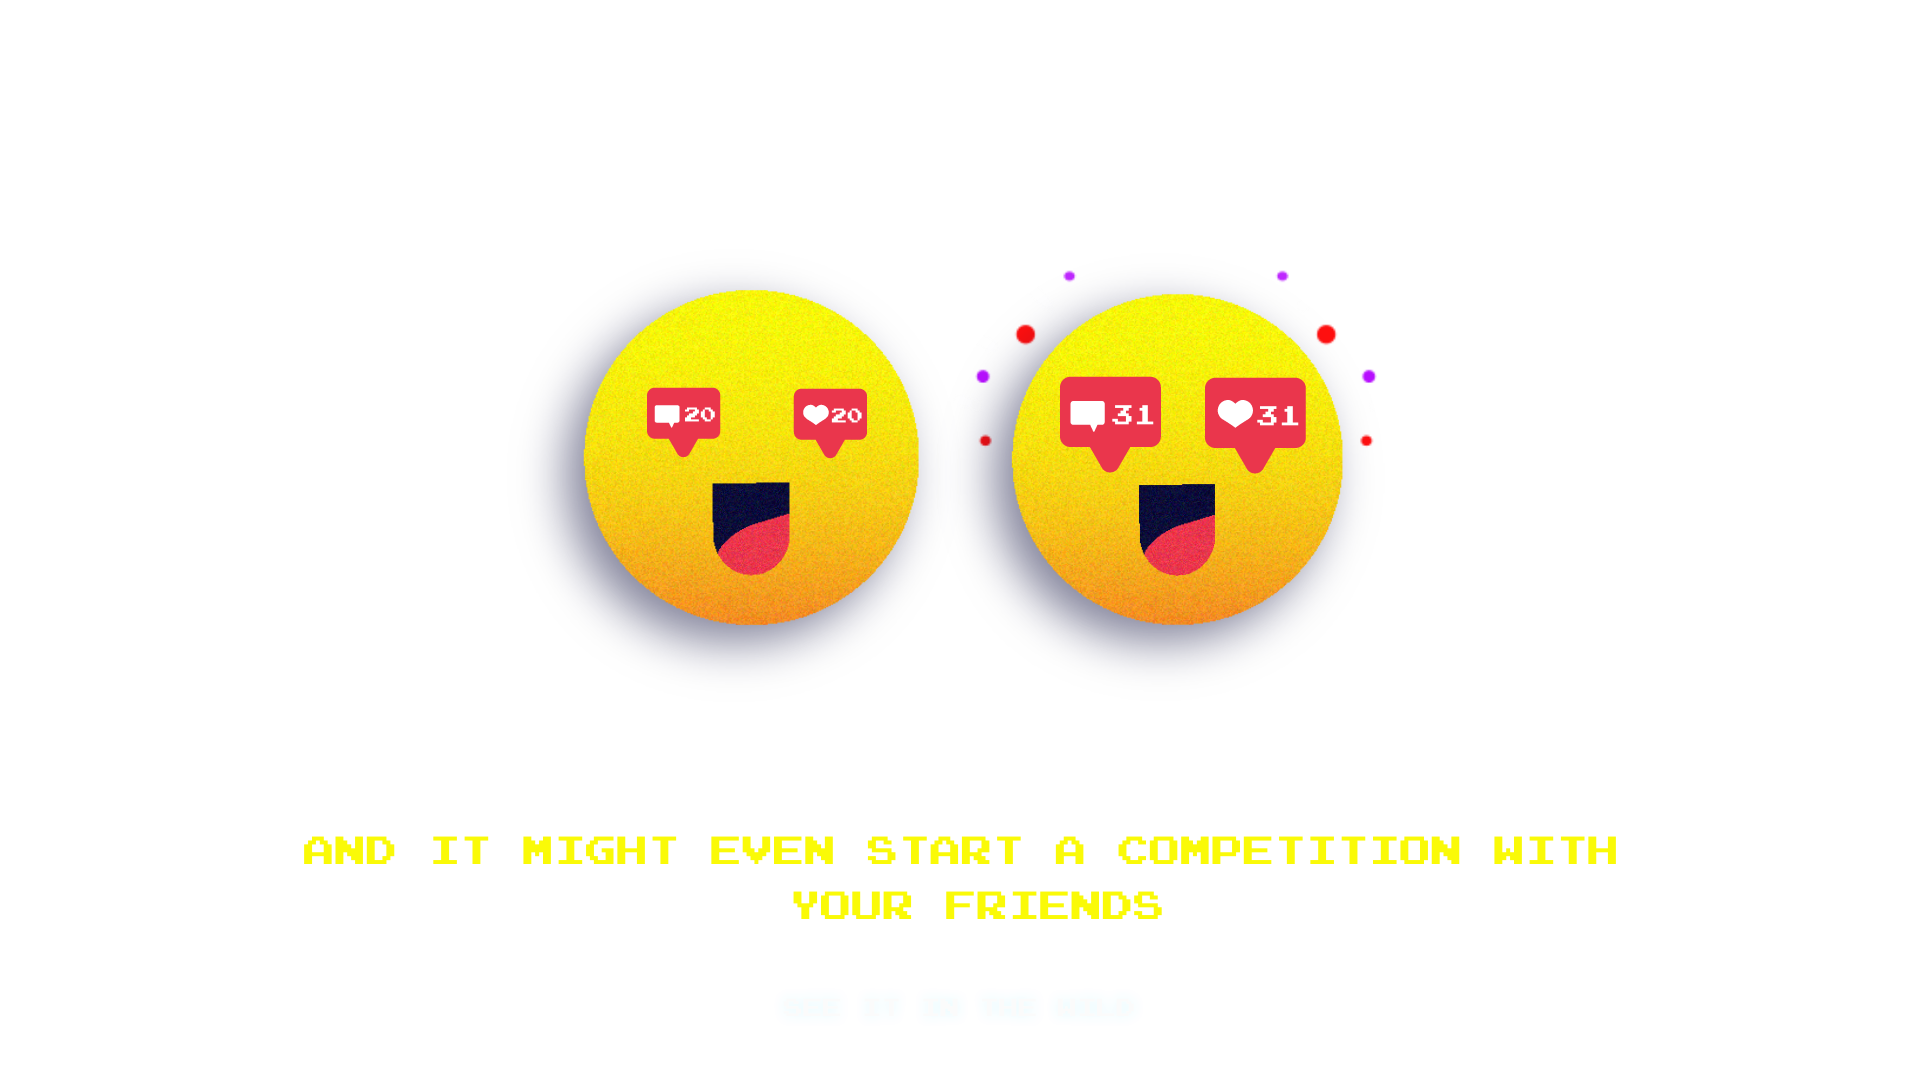 20 20
31 31
AND IT MIGHT EVEN START A COMPETITION WITH
YOUR FRIENDS